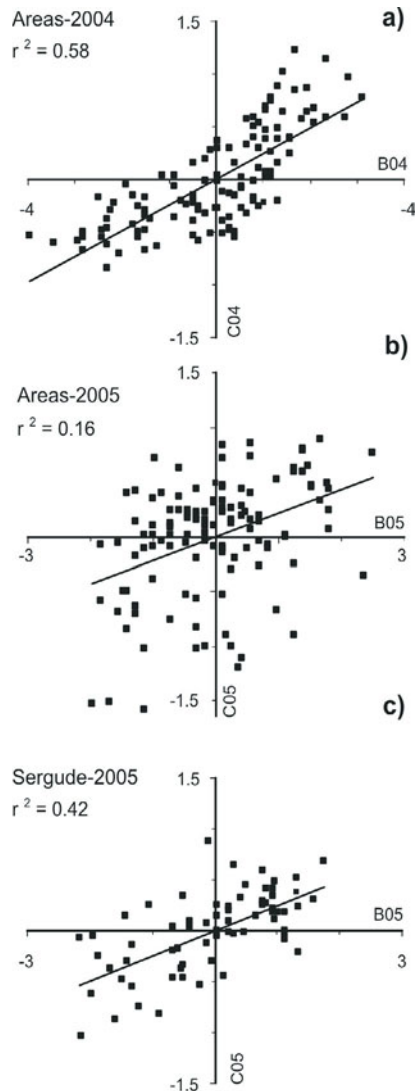 Areas-2004
a)
r ² = 0.58
1.5
B04
-4
-4
C04
-1.5
b)
1.5
Areas-2005
r ² = 0.16
B05
-3
3
C05
-1.5
c)
Sergude-2005
1.5
r ² = 0.42
B05
-3
3
C05
-1.5